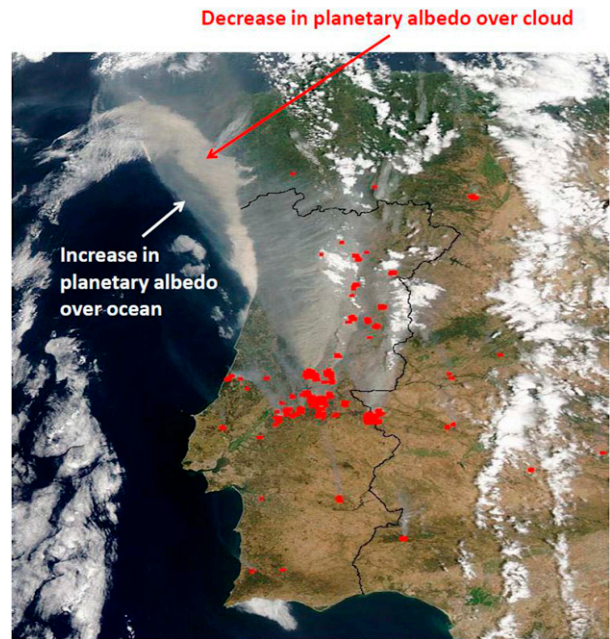 Decrease in planetary albedo over cloud
Increase in
planetary albedo
over ocean